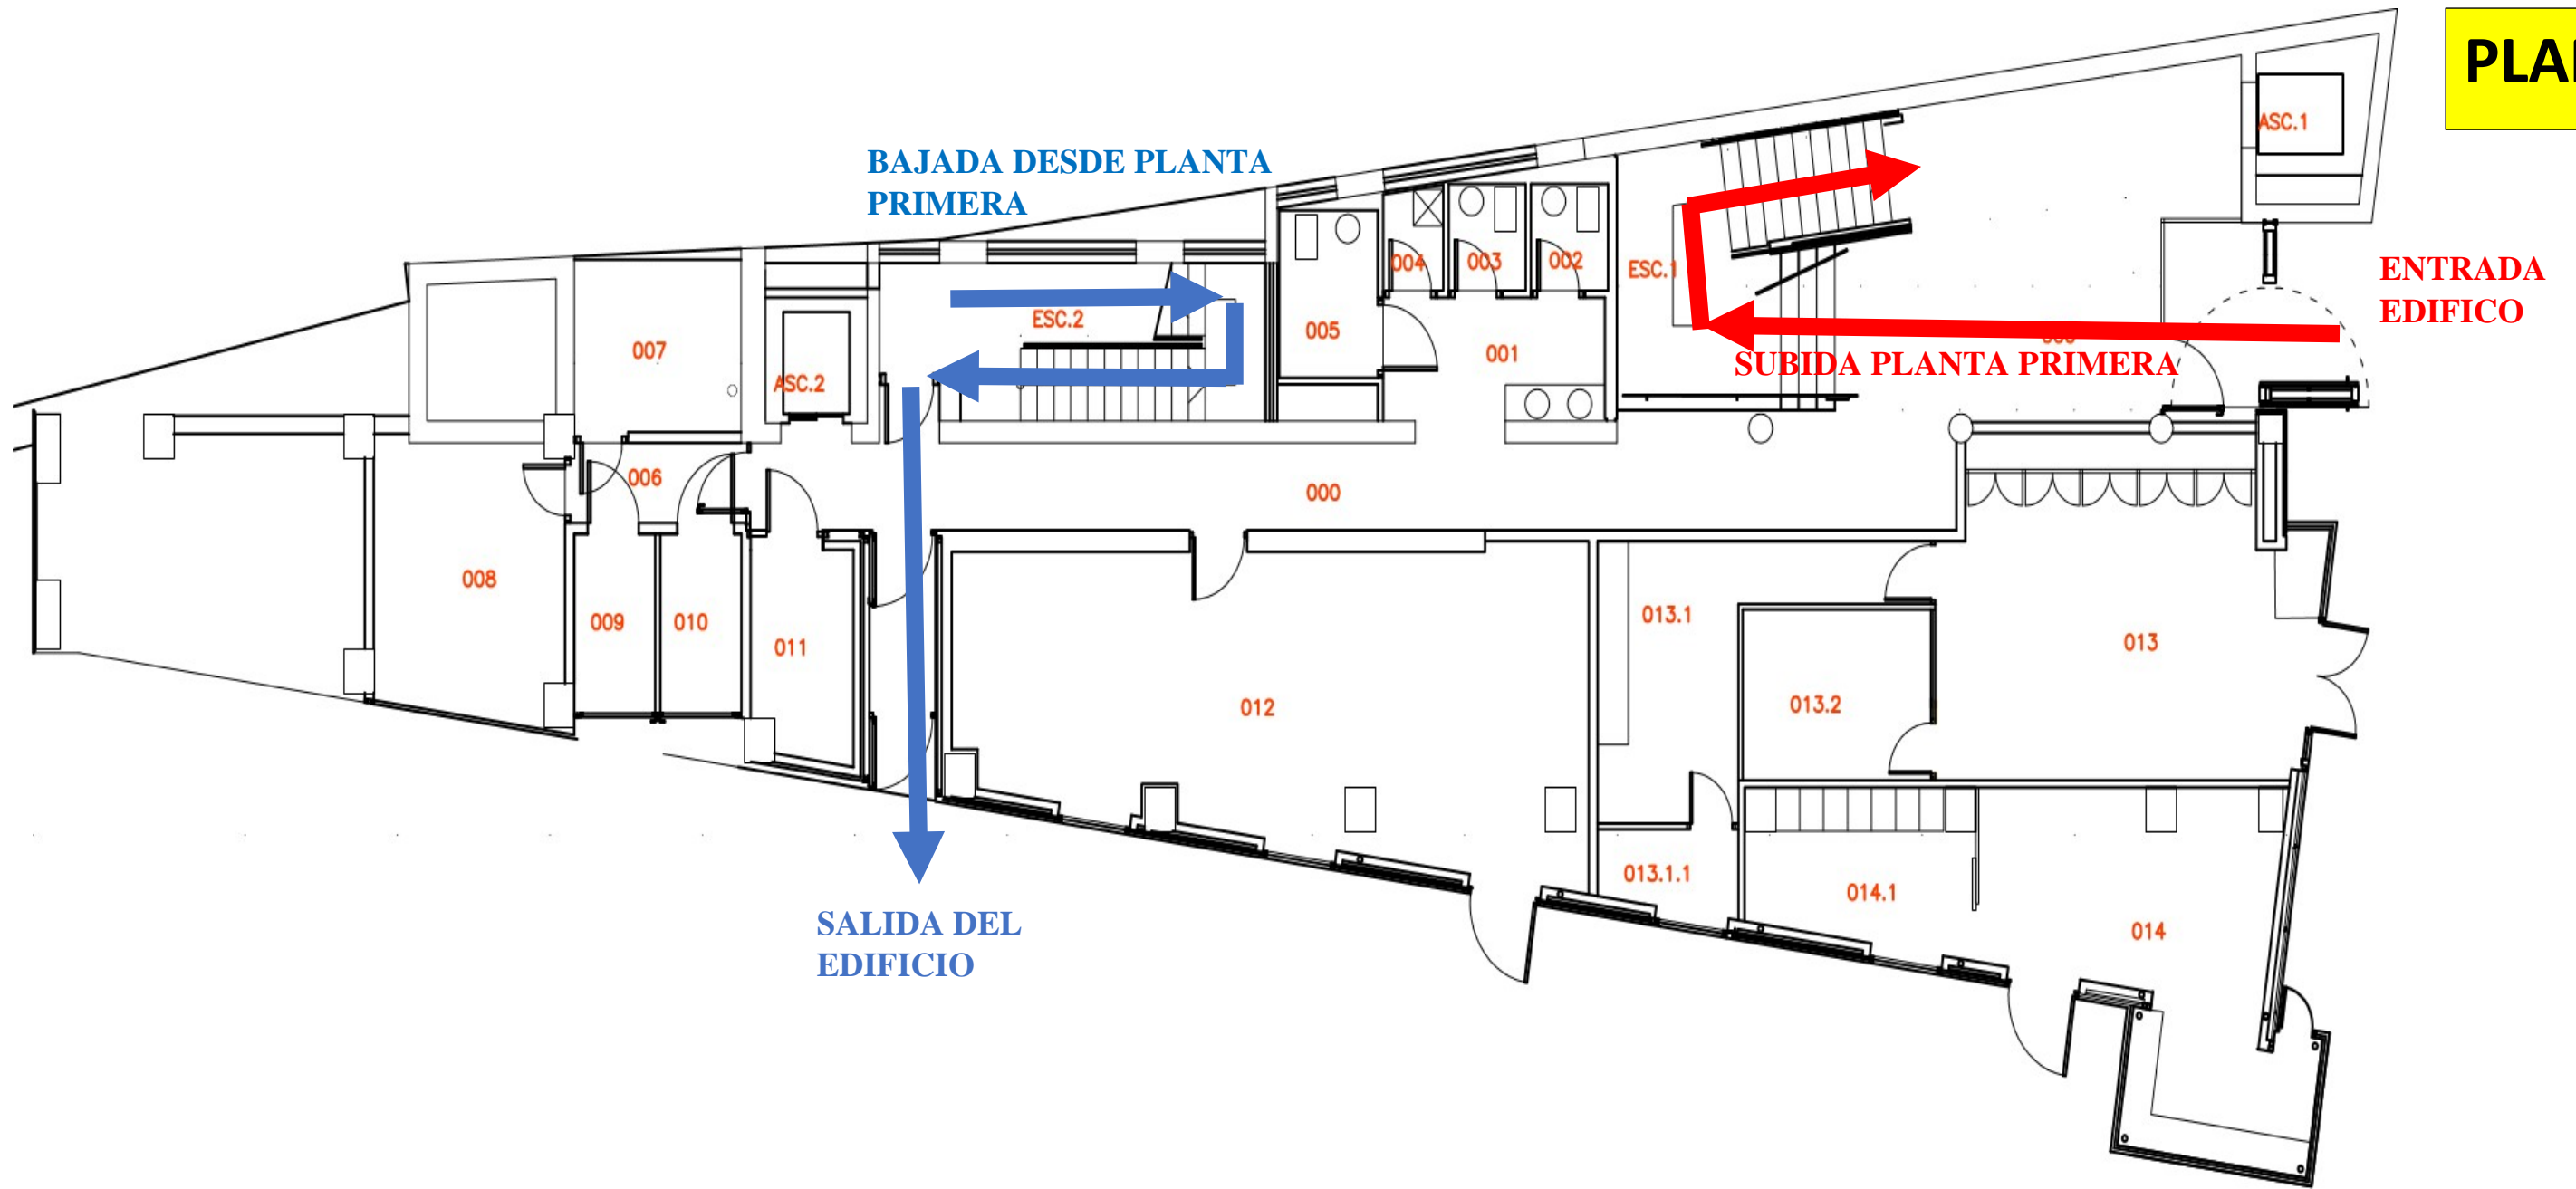 PLAN
ASC.1
BAJADA DESDE PLANTA
PRIMERA
004
003
002
ESC.1
ENTRADA
EDIFICO
ESC.2
005
001
007
ASC.2
SUBIDA PLANTA PRIMERA
006
000
008
009
010
011
012
013.1
013
013.2
013.1.1
014.1
014
SALIDA DEL
EDIFICIO